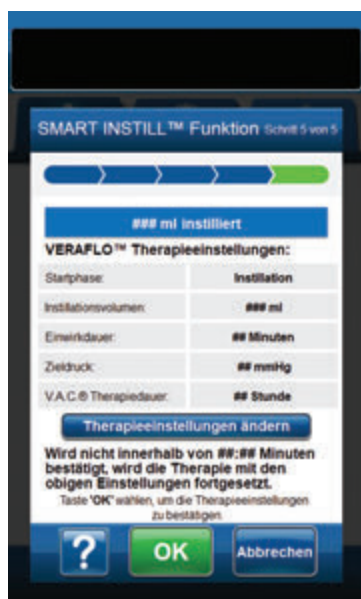 SMART INSTILL™ Funktion Schritt 5 von 5
### ml instilliert
VERAFLO™ Therapieeinstellungen:
Startphase: Instillation
Instillationsvolumen: ### ml
Einwirkdauer: ## Minuten
Zieldruck: ## mmHg
V.A.C.® Therapiedauer: ## Stunde
Therapieeinstellungen ändern
Wird nicht innerhalb von ##:## Minuten
bestätigt, wird die Therapie mit den
obigen Einstellungen fortgesetzt.
Taste 'OK' wählen, um die Therapieeinstellungen
zu bestätigen.
? OK Abbrechen